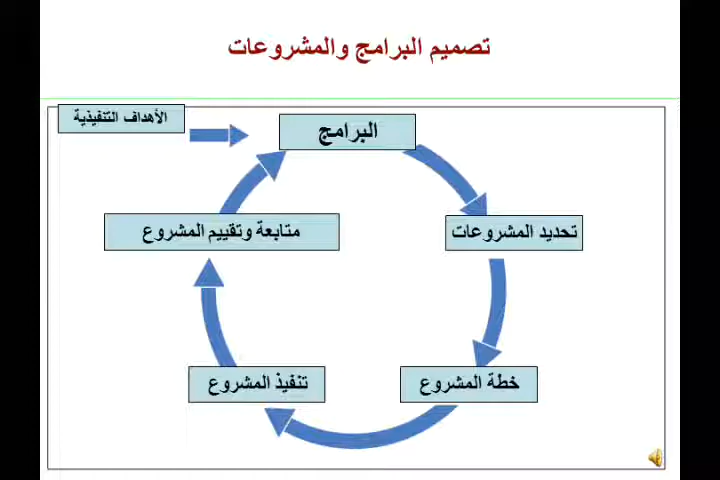 تصميم البرامج والمشروعات
الأهداف التنفيذية
البرامج
تحديد المشروعات
خطة المشروع
تنفيذ المشروع
متابعة وتقييم المشروع